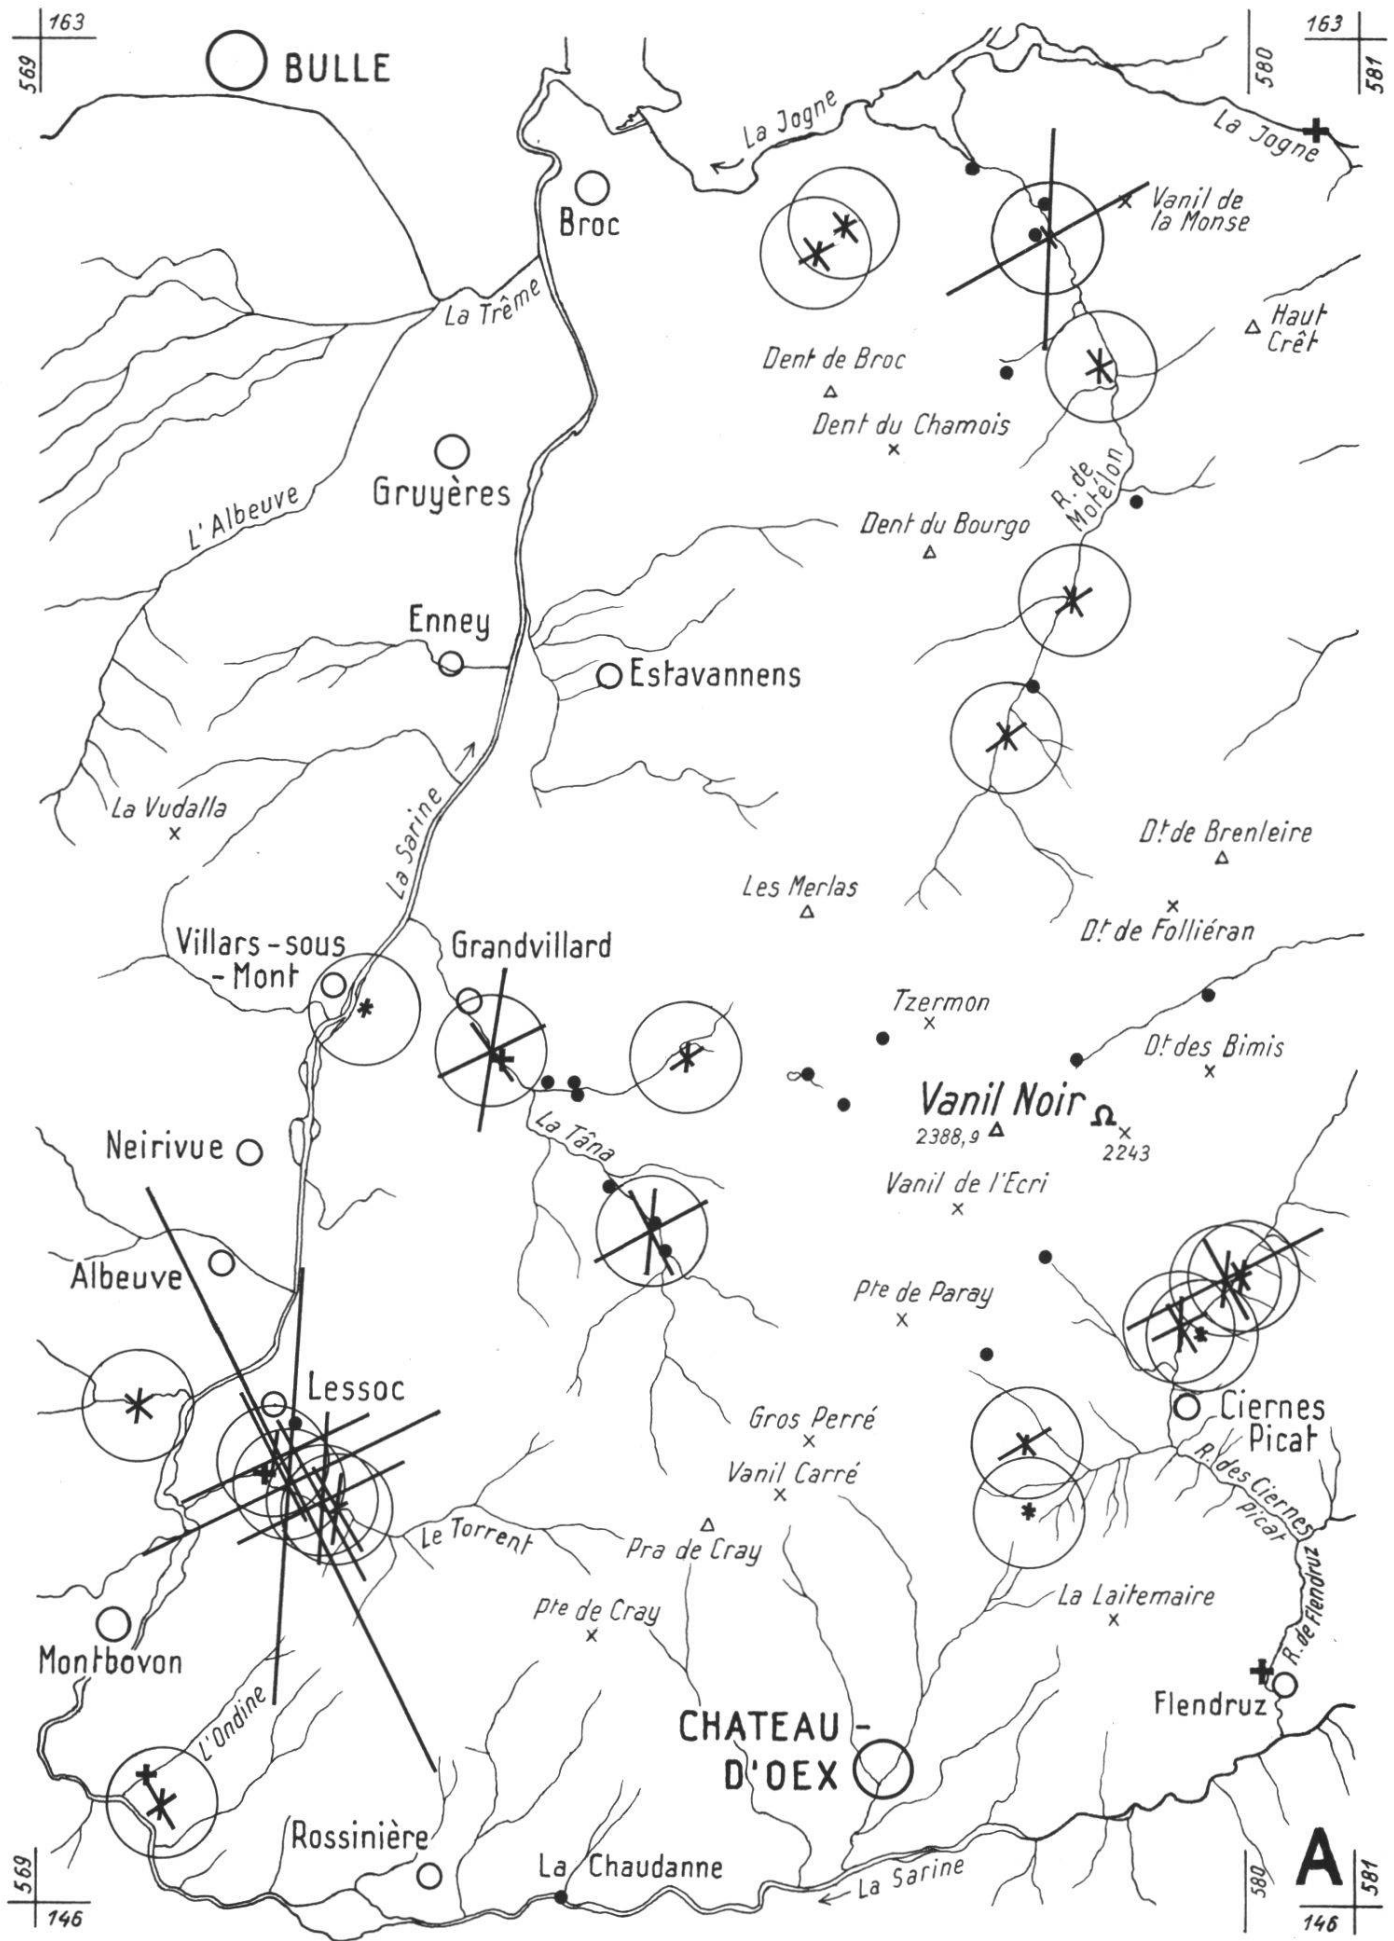 163
569
BULLE
163
580
581
La Jogne
La Jogne
Broc
Vanil de
la Monse
La Trême
Haut
Crêt
Dent de Broc
Dent du Chamois
Gruyères
R. de
Motélon
L'Albeuve
Dent du Bourgo
Enney
Estavannens
La Vudalla
La Sarine
Dt de Brenleire
Les Merlas
Dt de Folliéran
Villars-sous
-Mont
Grandvillard
Tzermon
Dt des Bimis
Vanil Noir
Ω
2388,9
2243
La Tâna
Neirivue
Vanil de l'Ecri
Albeuve
Pte de Paray
Lessoc
Gros Perré
Ciernes
Picat
Vanil Carré
R. des Ciernes
Picat
Le Torrent
Pra de Cray
Pte de Cray
La Laitemaire
R. de Flendruz
Montbovon
L'Ondine
Flendruz
CHATEAU-
D'OEX
Rossinière
La Chaudanne
La Sarine
569
146
580
A
581
146